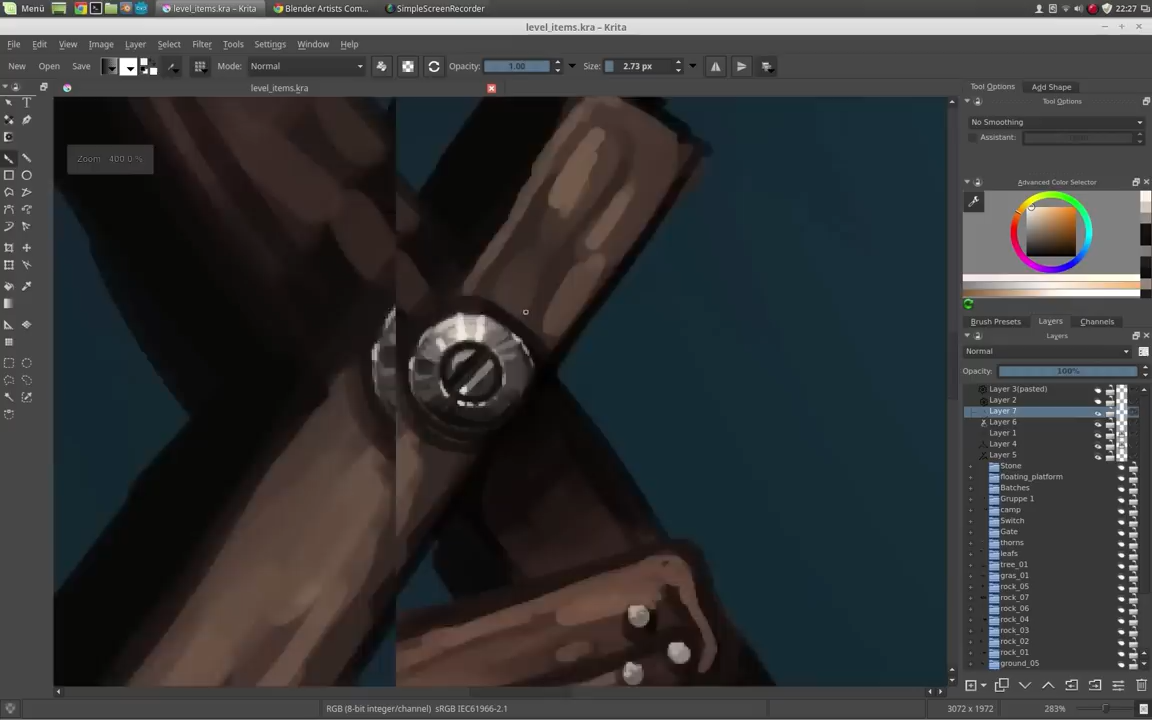 Menü
level_items.kra - Krita
Blender Artists Com...
SimpleScreenRecorder
22:27
level_items.kra – Krita
File Edit View Image Layer Select Filter Tools Settings Window Help
New Open Save Mode: Normal Opacity: 1.00 Size: 2.73 px
level_items.kra
Zoom: 400.0 %
Tool Options Add Shape
Tool Options
No Smoothing
Assistant:
Advanced Color Selector
Brush Presets Layers Channels
Layers
Normal
Opacity: 100%
Layer 3(pasted)
Layer 2
Layer 7
Layer 6
Layer 1
Layer 4
Layer 5
Stone
floating_platform
Batches
Gruppe 1
camp
Switch
Gate
thorns
leafs
tree_01
gras_01
rock_05
rock_07
rock_06
rock_04
rock_03
rock_02
rock_01
ground_05
RGB (8-bit integer/channel) sRGB IEC61966-2.1
3072 x 1972
283%